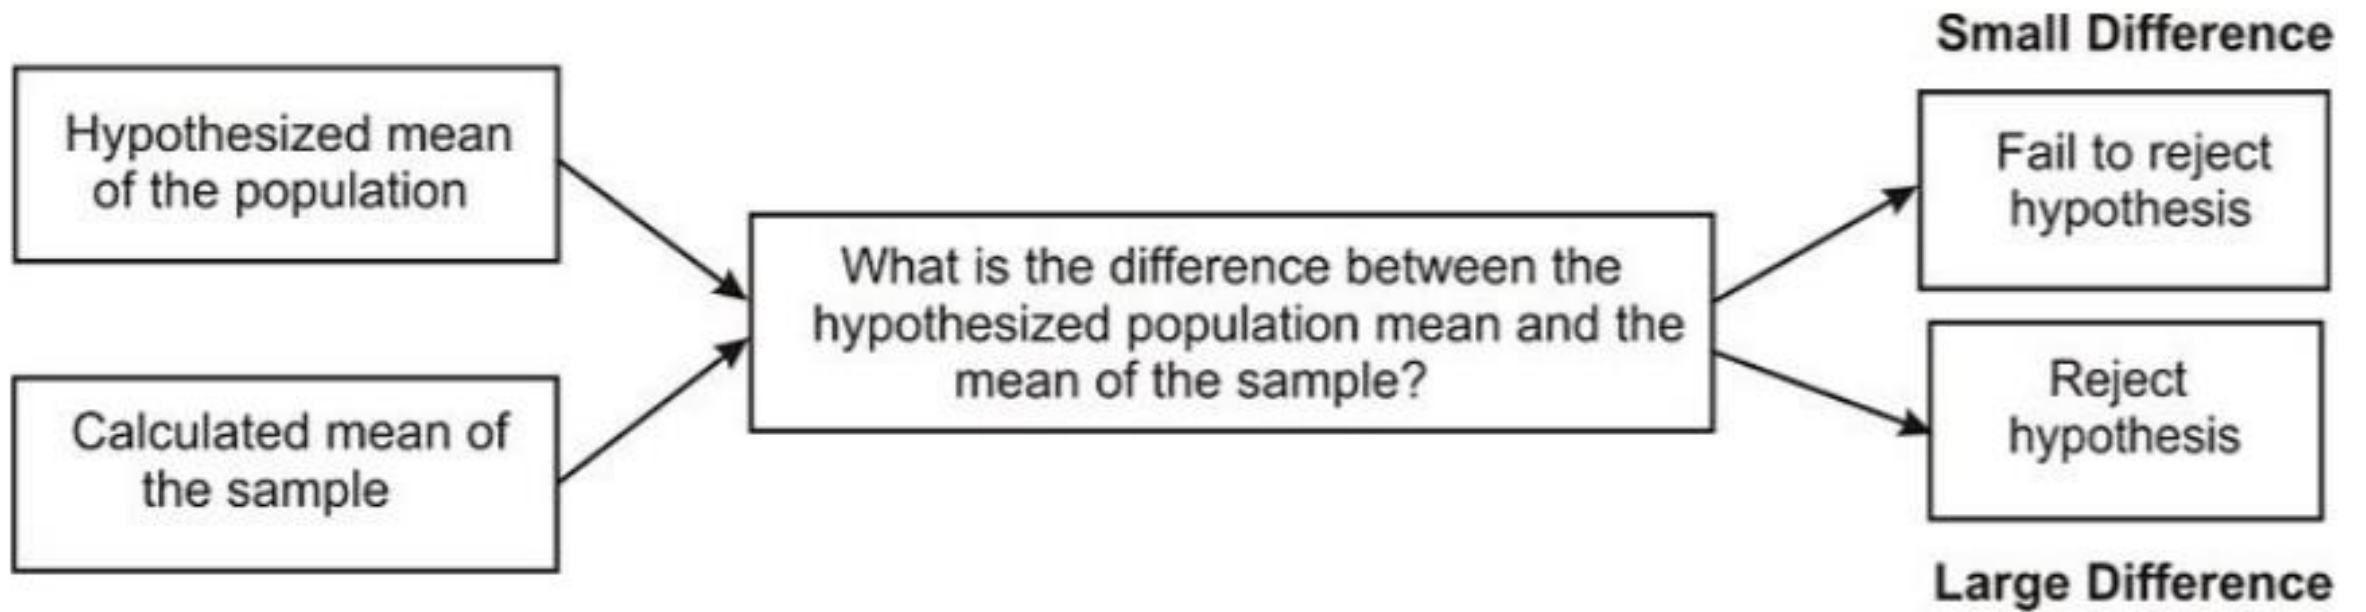 Hypothesized mean
of the population
Calculated mean of
the sample
What is the difference between the
hypothesized population mean and the
mean of the sample?
Small Difference
Fail to reject
hypothesis
Reject
hypothesis
Large Difference